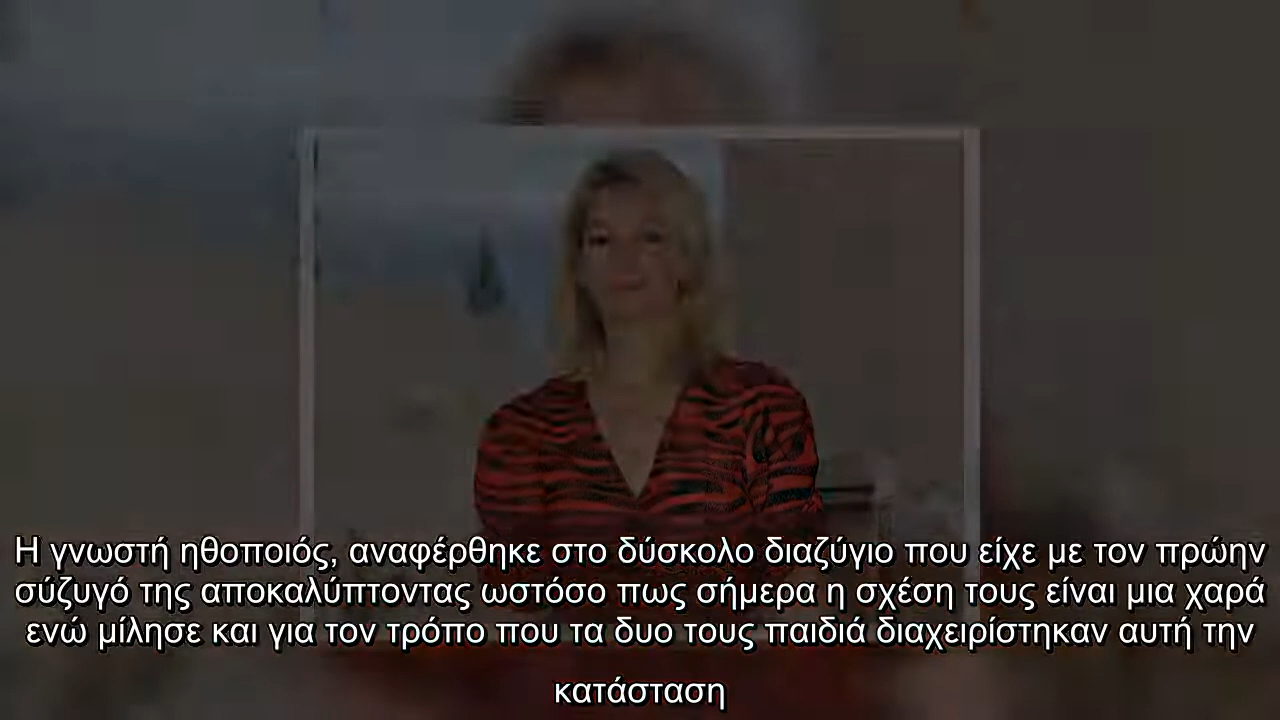 Η γνωστή ηθοποιός, αναφέρθηκε στο δύσκολο διαζύγιο που είχε με τον πρώην
σύζυγό της αποκαλύπτοντας ωστόσο πως σήμερα η σχέση τους είναι μια χαρά
ενώ μίλησε και για τον τρόπο που τα δυο τους παιδιά διαχειρίστηκαν αυτή την
κατάσταση